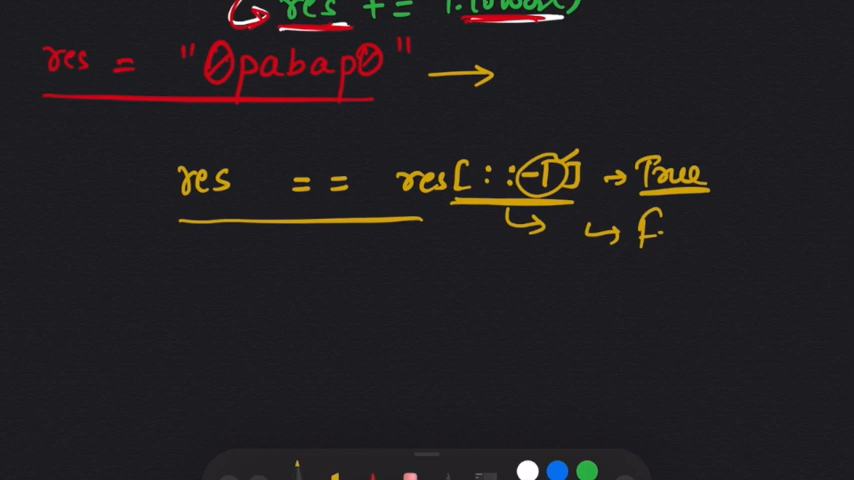 res += i.lower()
res = "0pabap0" →
res == res[::-1] → True
↳ ↳ F.